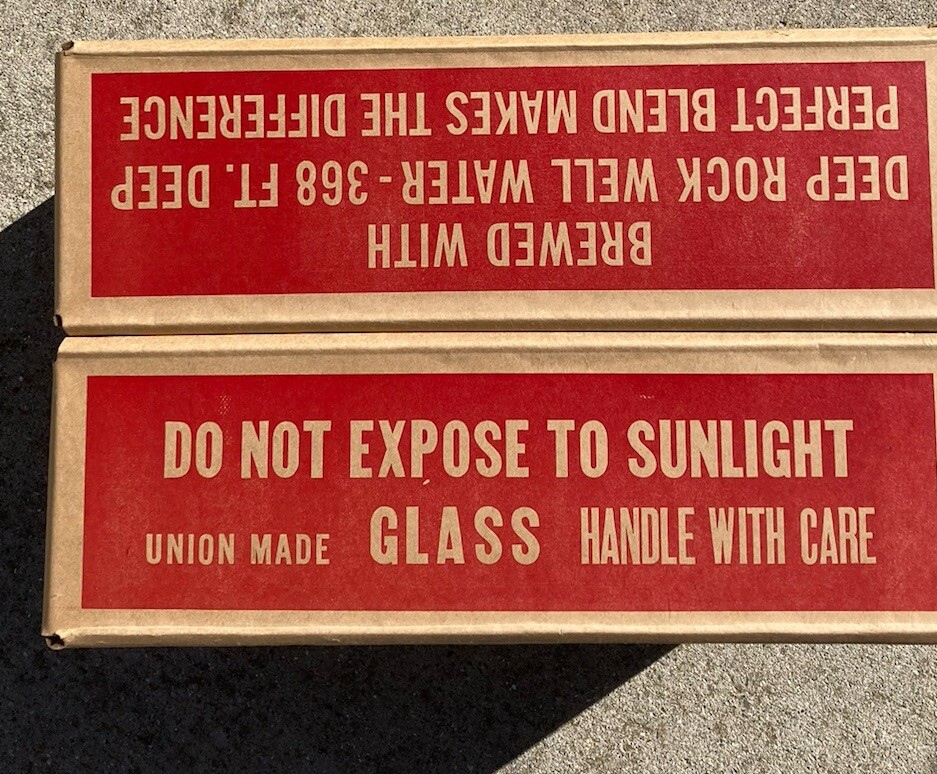 BREWED WITH
DEEP ROCK WELL WATER - 368 FT. DEEP
PERFECT BLEND MAKES THE DIFFERENCE
DO NOT EXPOSE TO SUNLIGHT
UNION MADE GLASS HANDLE WITH CARE